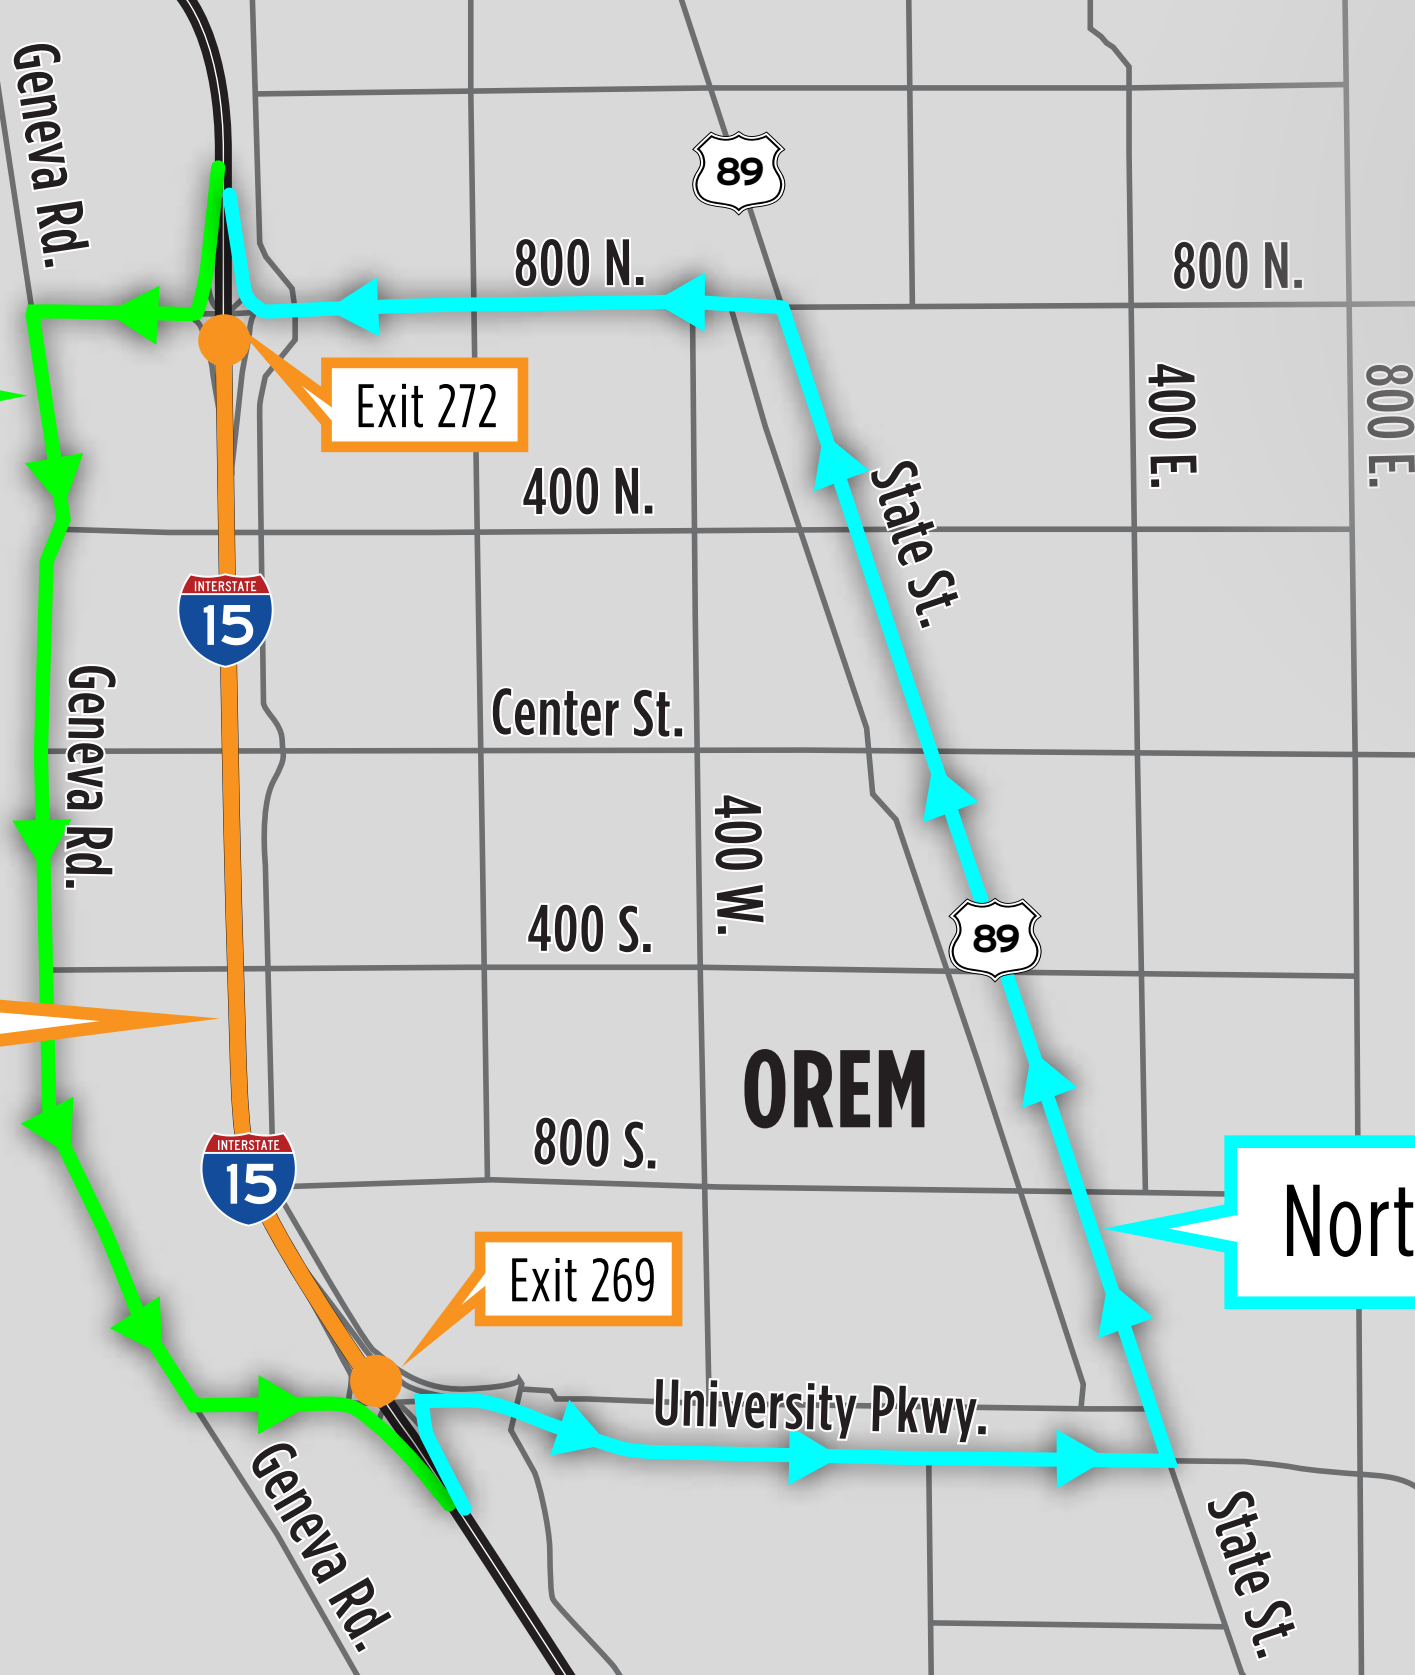 Geneva Rd.
89
800 N.
800 N.
Exit 272
400 E.
800 E.
400 N.
State St.
INTERSTATE
15
Geneva Rd.
Center St.
400 W.
400 S.
89
OREM
800 S.
INTERSTATE
15
Nort
Exit 269
University Pkwy.
Geneva Rd.
State St.